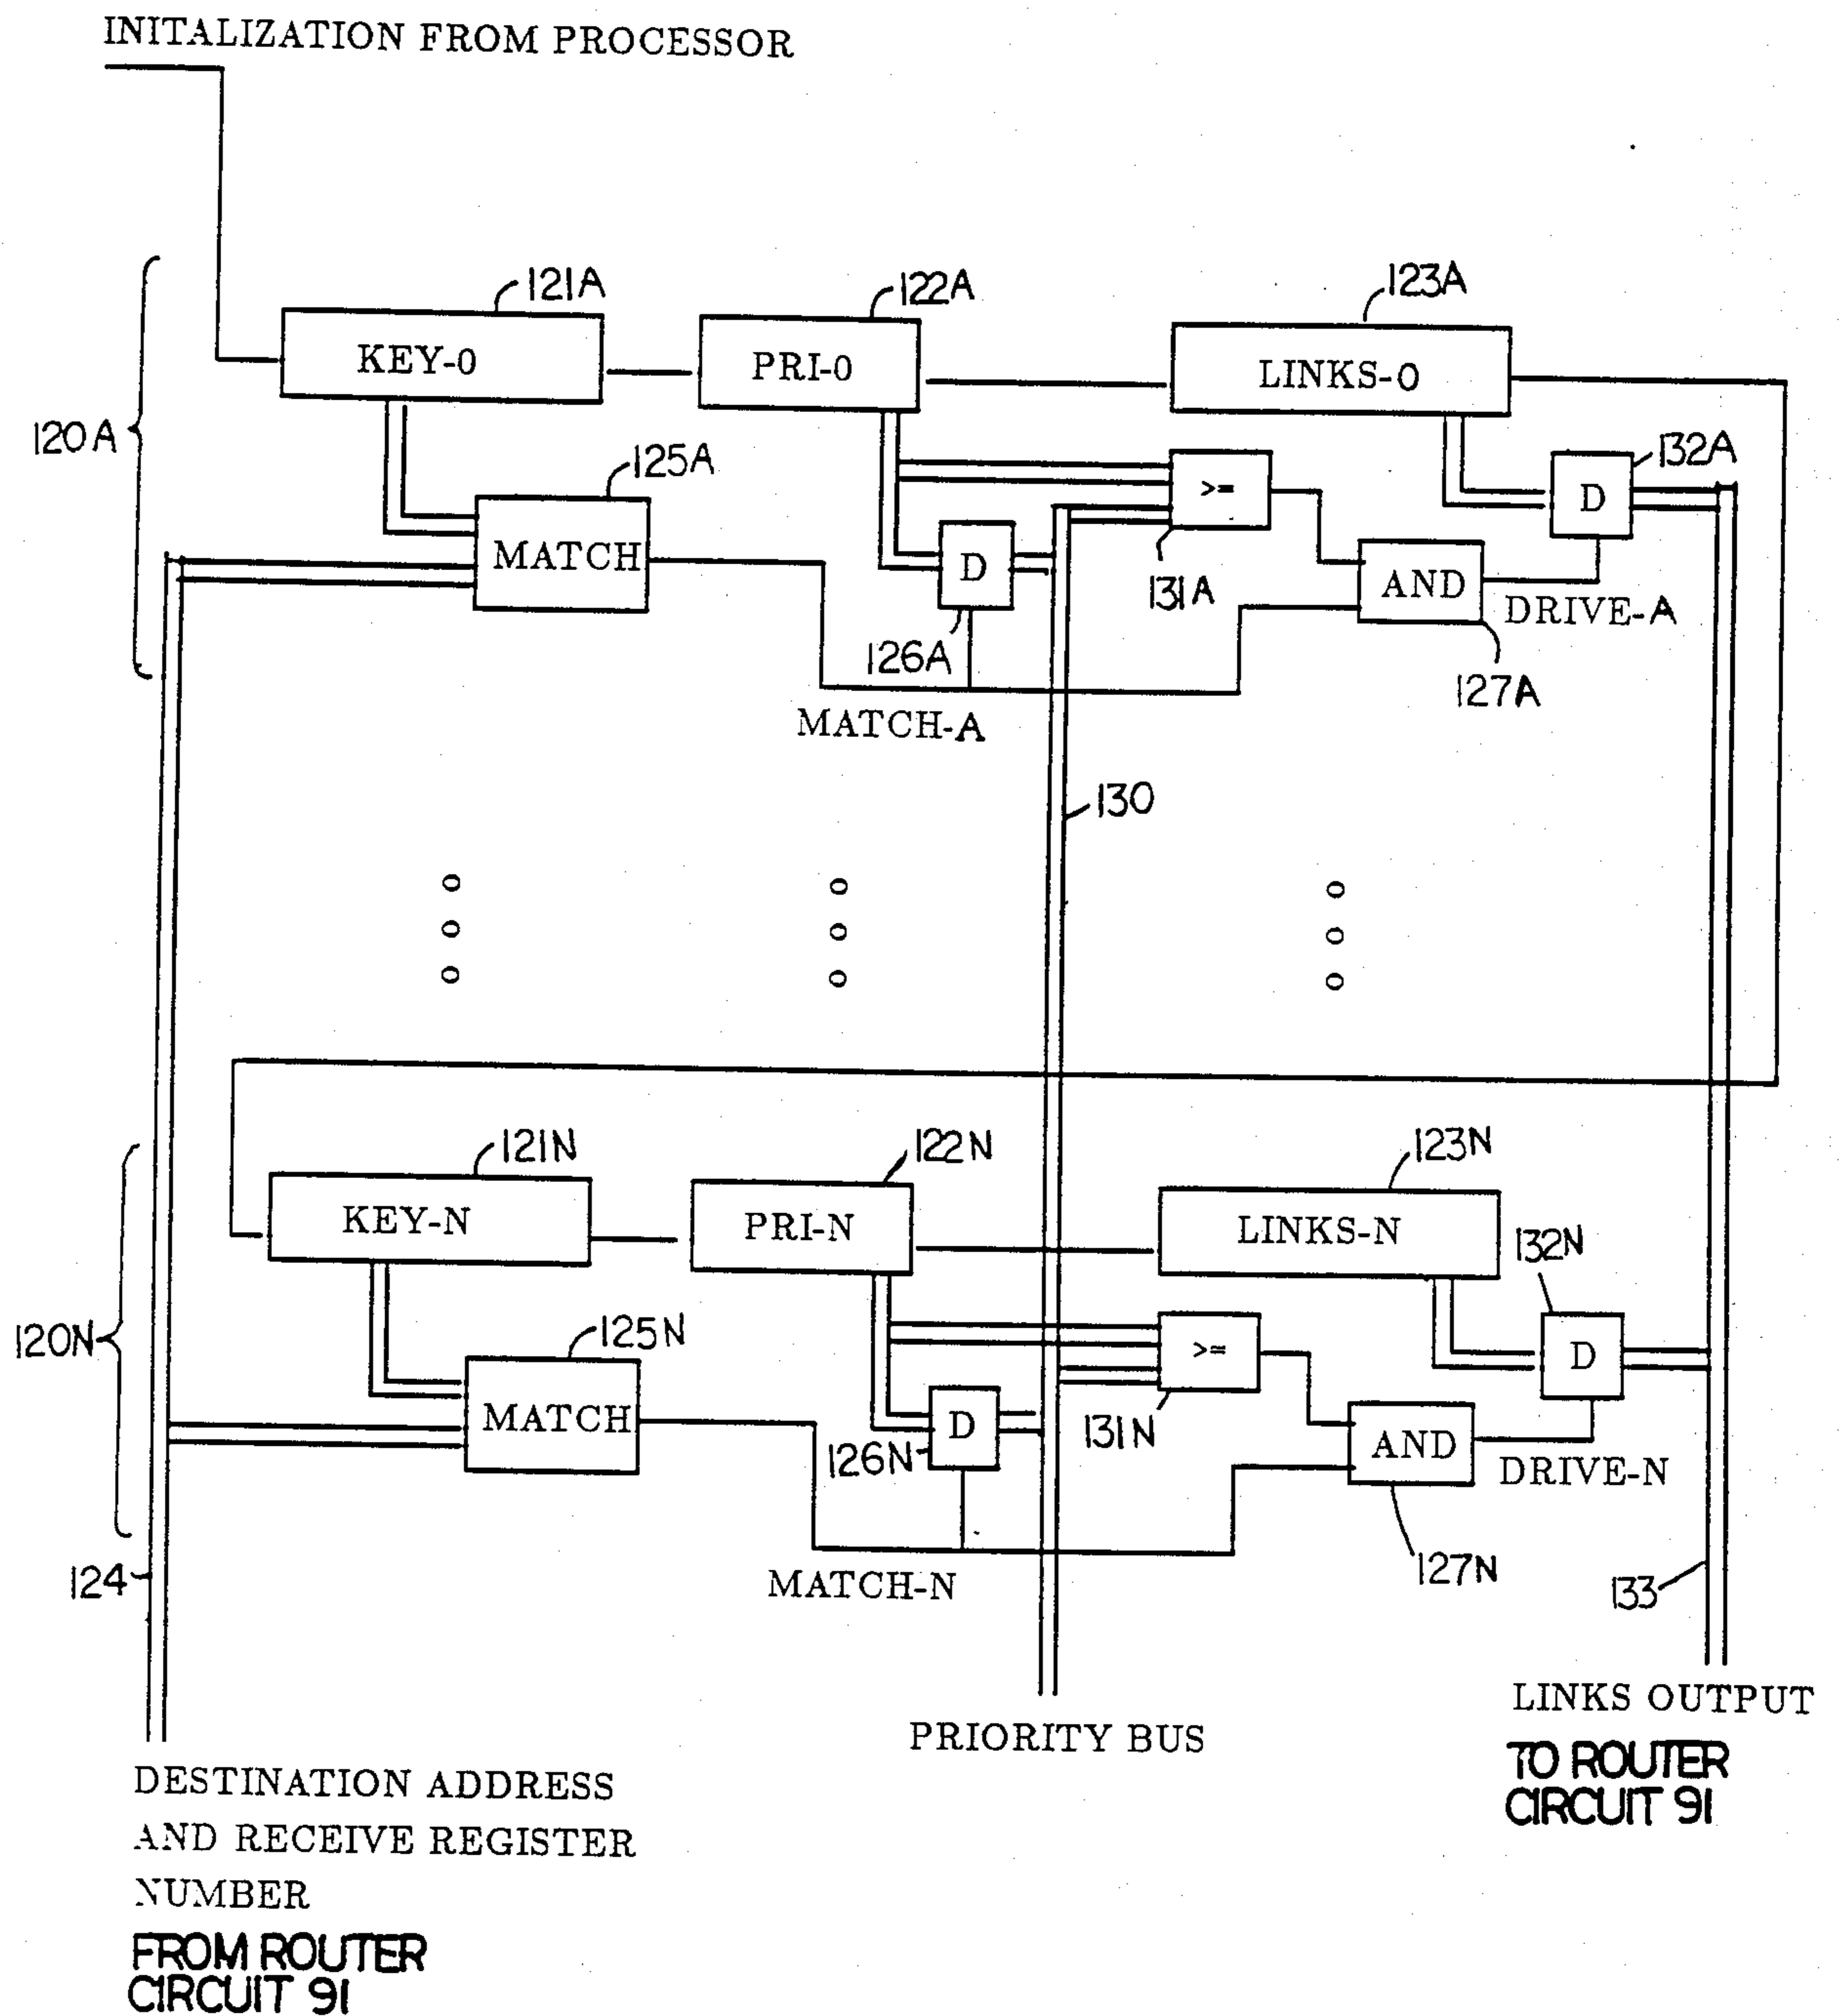 INITALIZATION FROM PROCESSOR
121A
122A
123A
KEY-0
PRI-0
LINKS-0
120A
125A
132A
MATCH
D
>=
D
131A
AND
DRIVE-A
126A
127A
MATCH-A
130
o o o
o o o
o o o
121N
122N
123N
KEY-N
PRI-N
LINKS-N
132N
120N
125N
>=
D
MATCH
D
131N
126N
AND
DRIVE-N
124
MATCH-N
127N
133
LINKS OUTPUT
TO ROUTER
CIRCUIT 91
PRIORITY BUS
DESTINATION ADDRESS
AND RECEIVE REGISTER
NUMBER
FROM ROUTER
CIRCUIT 91